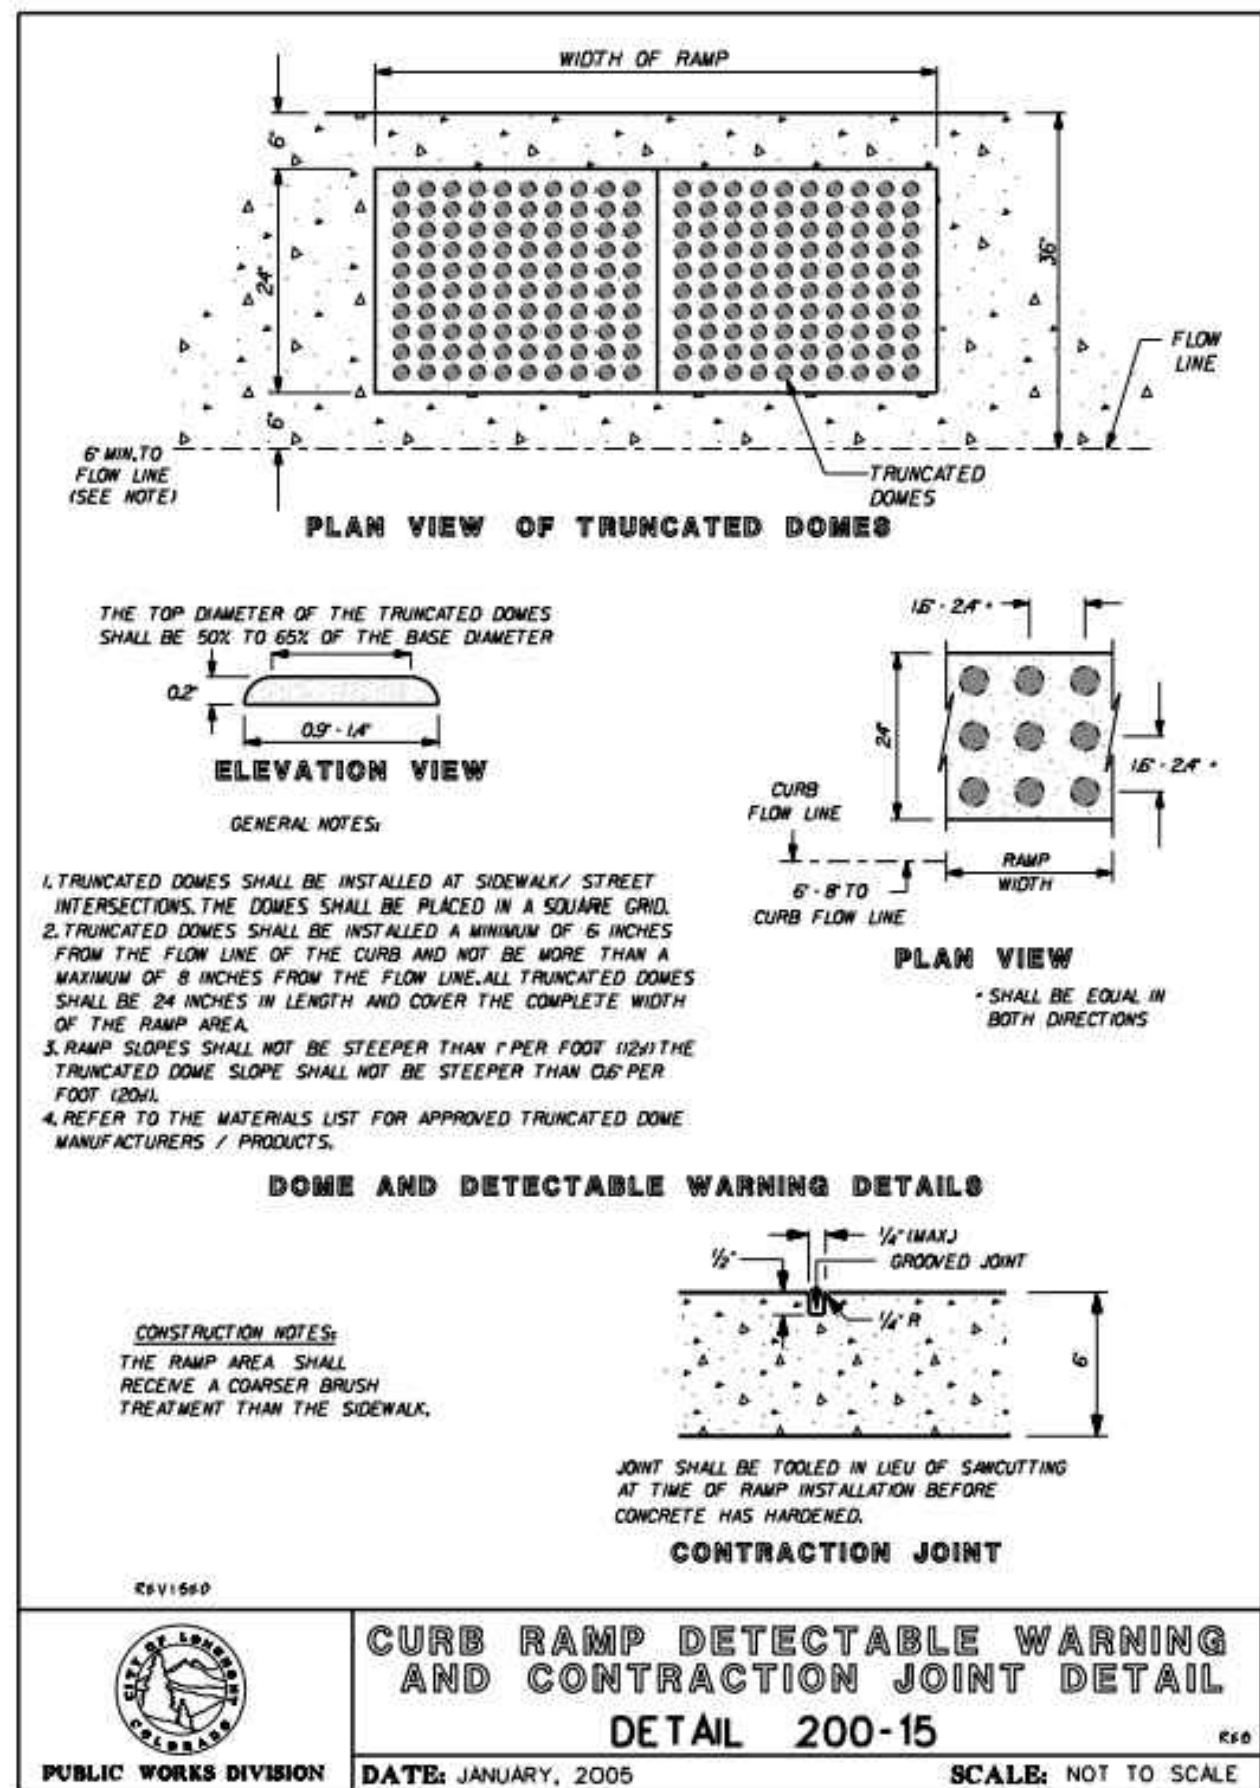 WIDTH OF RAMP
6"
24"
6"
36"
FLOW
LINE
6" MIN. TO
FLOW LINE
(SEE NOTE)
TRUNCATED
DOMES
PLAN VIEW OF TRUNCATED DOMES
THE TOP DIAMETER OF THE TRUNCATED DOMES
SHALL BE 50% TO 65% OF THE BASE DIAMETER
0.2"
0.9" - 1.4"
ELEVATION VIEW
1.6" - 2.4" *
24"
1.6" - 2.4" *
CURB
FLOW LINE
RAMP
WIDTH
6" - 8" TO
CURB FLOW LINE
PLAN VIEW
* SHALL BE EQUAL IN
BOTH DIRECTIONS
GENERAL NOTES:
1. TRUNCATED DOMES SHALL BE INSTALLED AT SIDEWALK/ STREET
INTERSECTIONS. THE DOMES SHALL BE PLACED IN A SQUARE GRID.
2. TRUNCATED DOMES SHALL BE INSTALLED A MINIMUM OF 6 INCHES
FROM THE FLOW LINE OF THE CURB AND NOT BE MORE THAN A
MAXIMUM OF 8 INCHES FROM THE FLOW LINE. ALL TRUNCATED DOMES
SHALL BE 24 INCHES IN LENGTH AND COVER THE COMPLETE WIDTH
OF THE RAMP AREA.
3. RAMP SLOPES SHALL NOT BE STEEPER THAN 1" PER FOOT (12:1) THE
TRUNCATED DOME SLOPE SHALL NOT BE STEEPER THAN 0.6" PER
FOOT (20:1).
4. REFER TO THE MATERIALS LIST FOR APPROVED TRUNCATED DOME
MANUFACTURERS / PRODUCTS.
DOME AND DETECTABLE WARNING DETAILS
1/4" (MAX.)
1/2"
GROOVED JOINT
1/4" R
6"
CONSTRUCTION NOTES:
THE RAMP AREA SHALL
RECEIVE A COARSER BRUSH
TREATMENT THAN THE SIDEWALK.
JOINT SHALL BE TOOLED IN LIEU OF SAWCUTTING
AT TIME OF RAMP INSTALLATION BEFORE
CONCRETE HAS HARDENED.
CONTRACTION JOINT
REVISED
CITY OF LONGMONT
COLORADO
PUBLIC WORKS DIVISION
CURB RAMP DETECTABLE WARNING
AND CONTRACTION JOINT DETAIL
DETAIL 200-15
DATE: JANUARY, 2005
SCALE: NOT TO SCALE